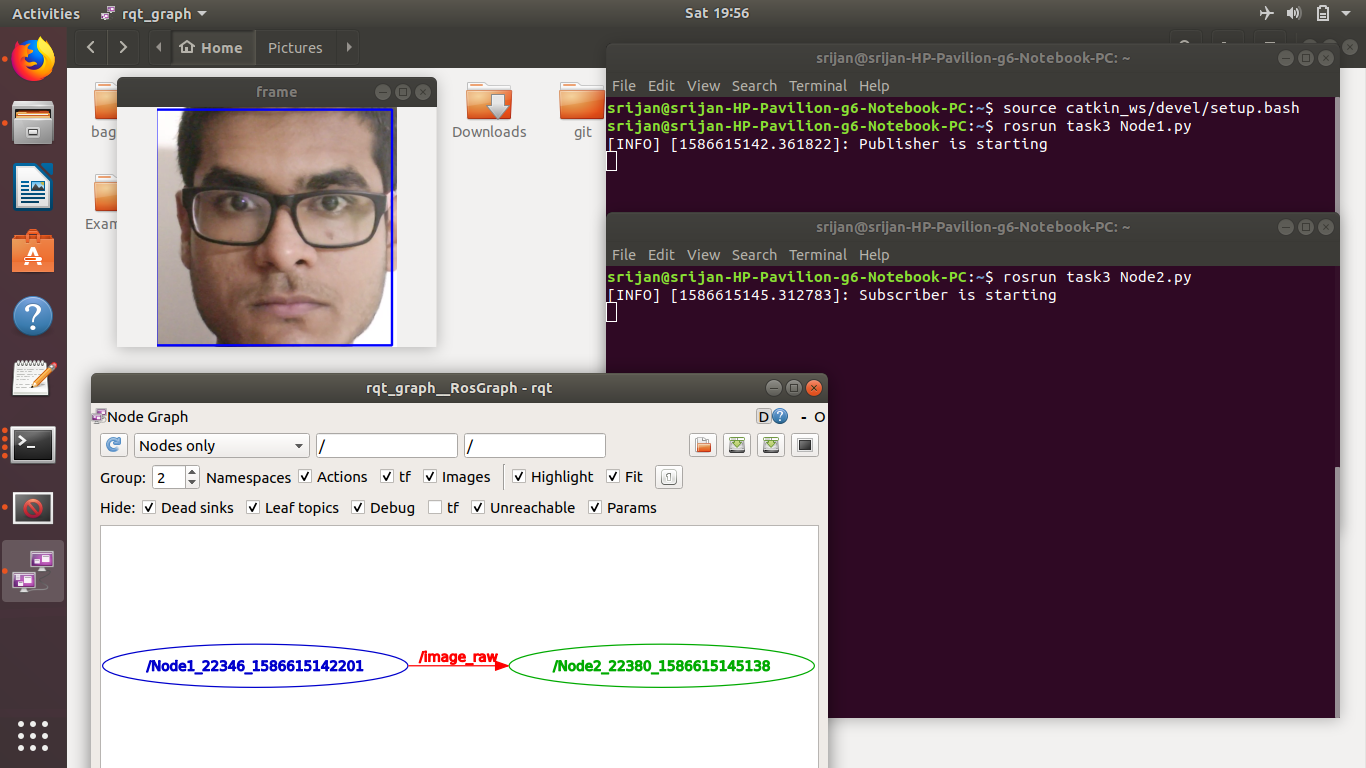 Activities
rqt_graph
Sat 19:56
Home
Pictures
srijan@srijan-HP-Pavilion-g6-Notebook-PC: ~
File Edit View Search Terminal Help
srijan@srijan-HP-Pavilion-g6-Notebook-PC:~$ source catkin_ws/devel/setup.bash
srijan@srijan-HP-Pavilion-g6-Notebook-PC:~$ rosrun task3 Node1.py
[INFO] [1586615142.361822]: Publisher is starting
frame
bag
Downloads
git
Exam
srijan@srijan-HP-Pavilion-g6-Notebook-PC: ~
File Edit View Search Terminal Help
srijan@srijan-HP-Pavilion-g6-Notebook-PC:~$ rosrun task3 Node2.py
[INFO] [1586615145.312783]: Subscriber is starting
rqt_graph__RosGraph - rqt
Node Graph
D ? - O
Nodes only / /
Group: 2 Namespaces Actions tf Images Highlight Fit
Hide: Dead sinks Leaf topics Debug tf Unreachable Params
/Node1_22346_1586615142201
/image_raw
/Node2_22380_1586615145138